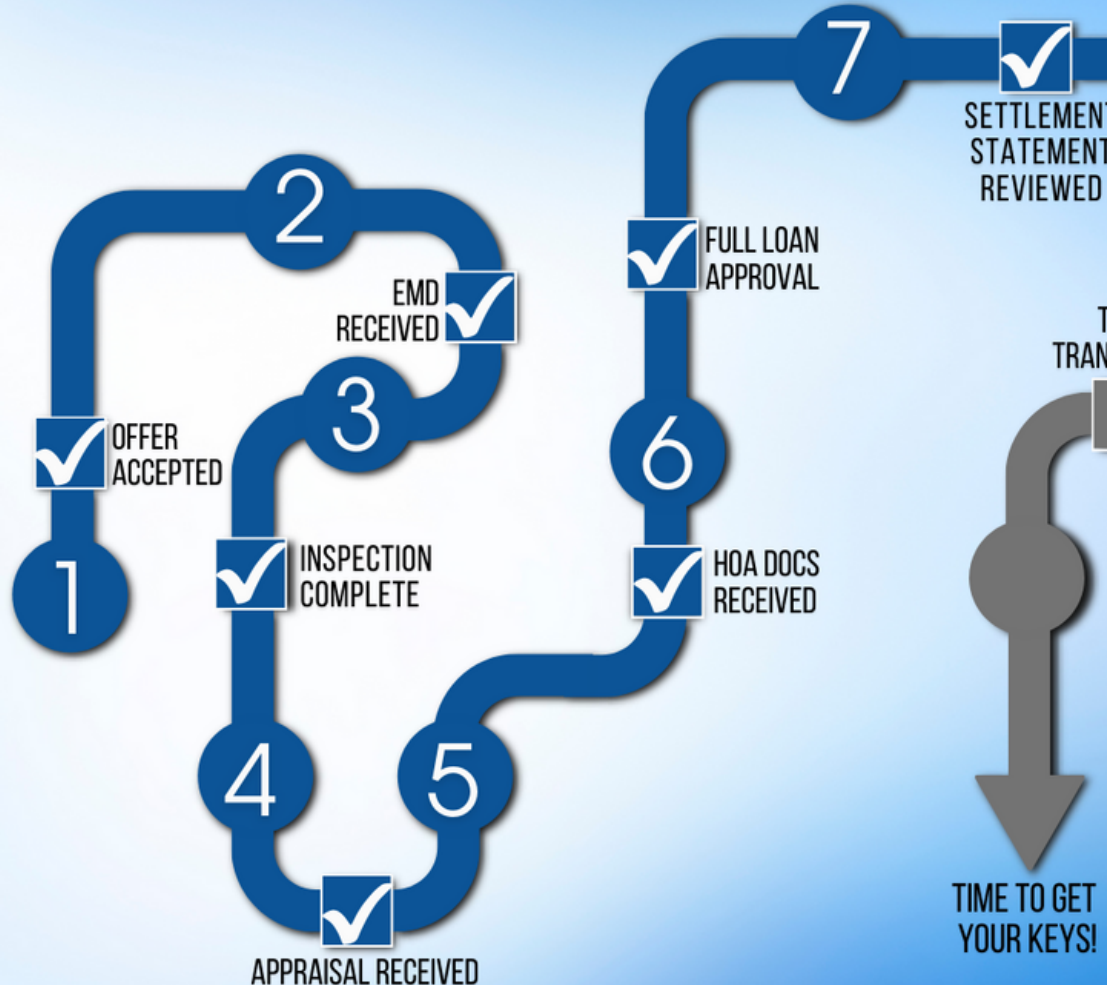 1
OFFER
ACCEPTED
2
EMD
RECEIVED
3
INSPECTION
COMPLETE
4
APPRAISAL RECEIVED
5
HOA DOCS
RECEIVED
6
FULL LOAN
APPROVAL
7
SETTLEMENT
STATEMENT
REVIEWED
T
TRAN
TIME TO GET
YOUR KEYS!